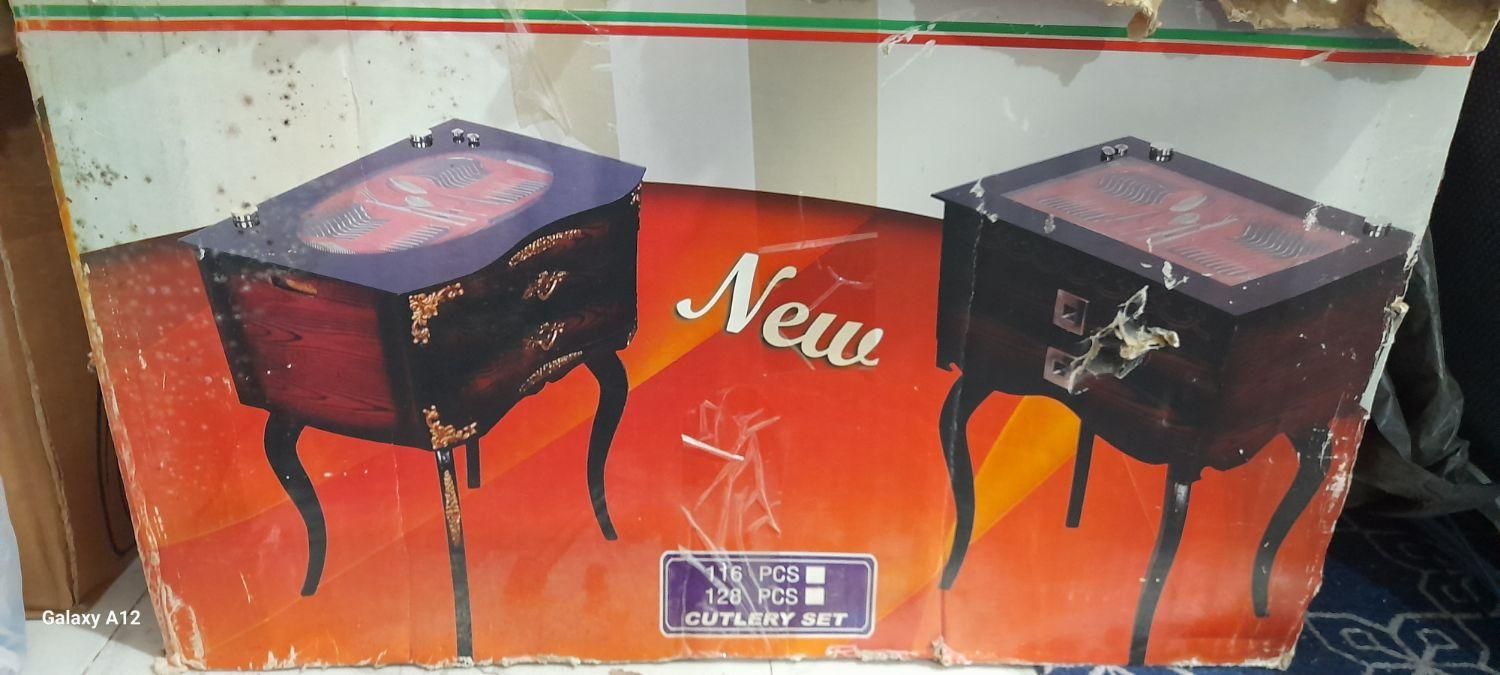 New
116 PCS
128 PCS
CUTLERY SET
Galaxy A12